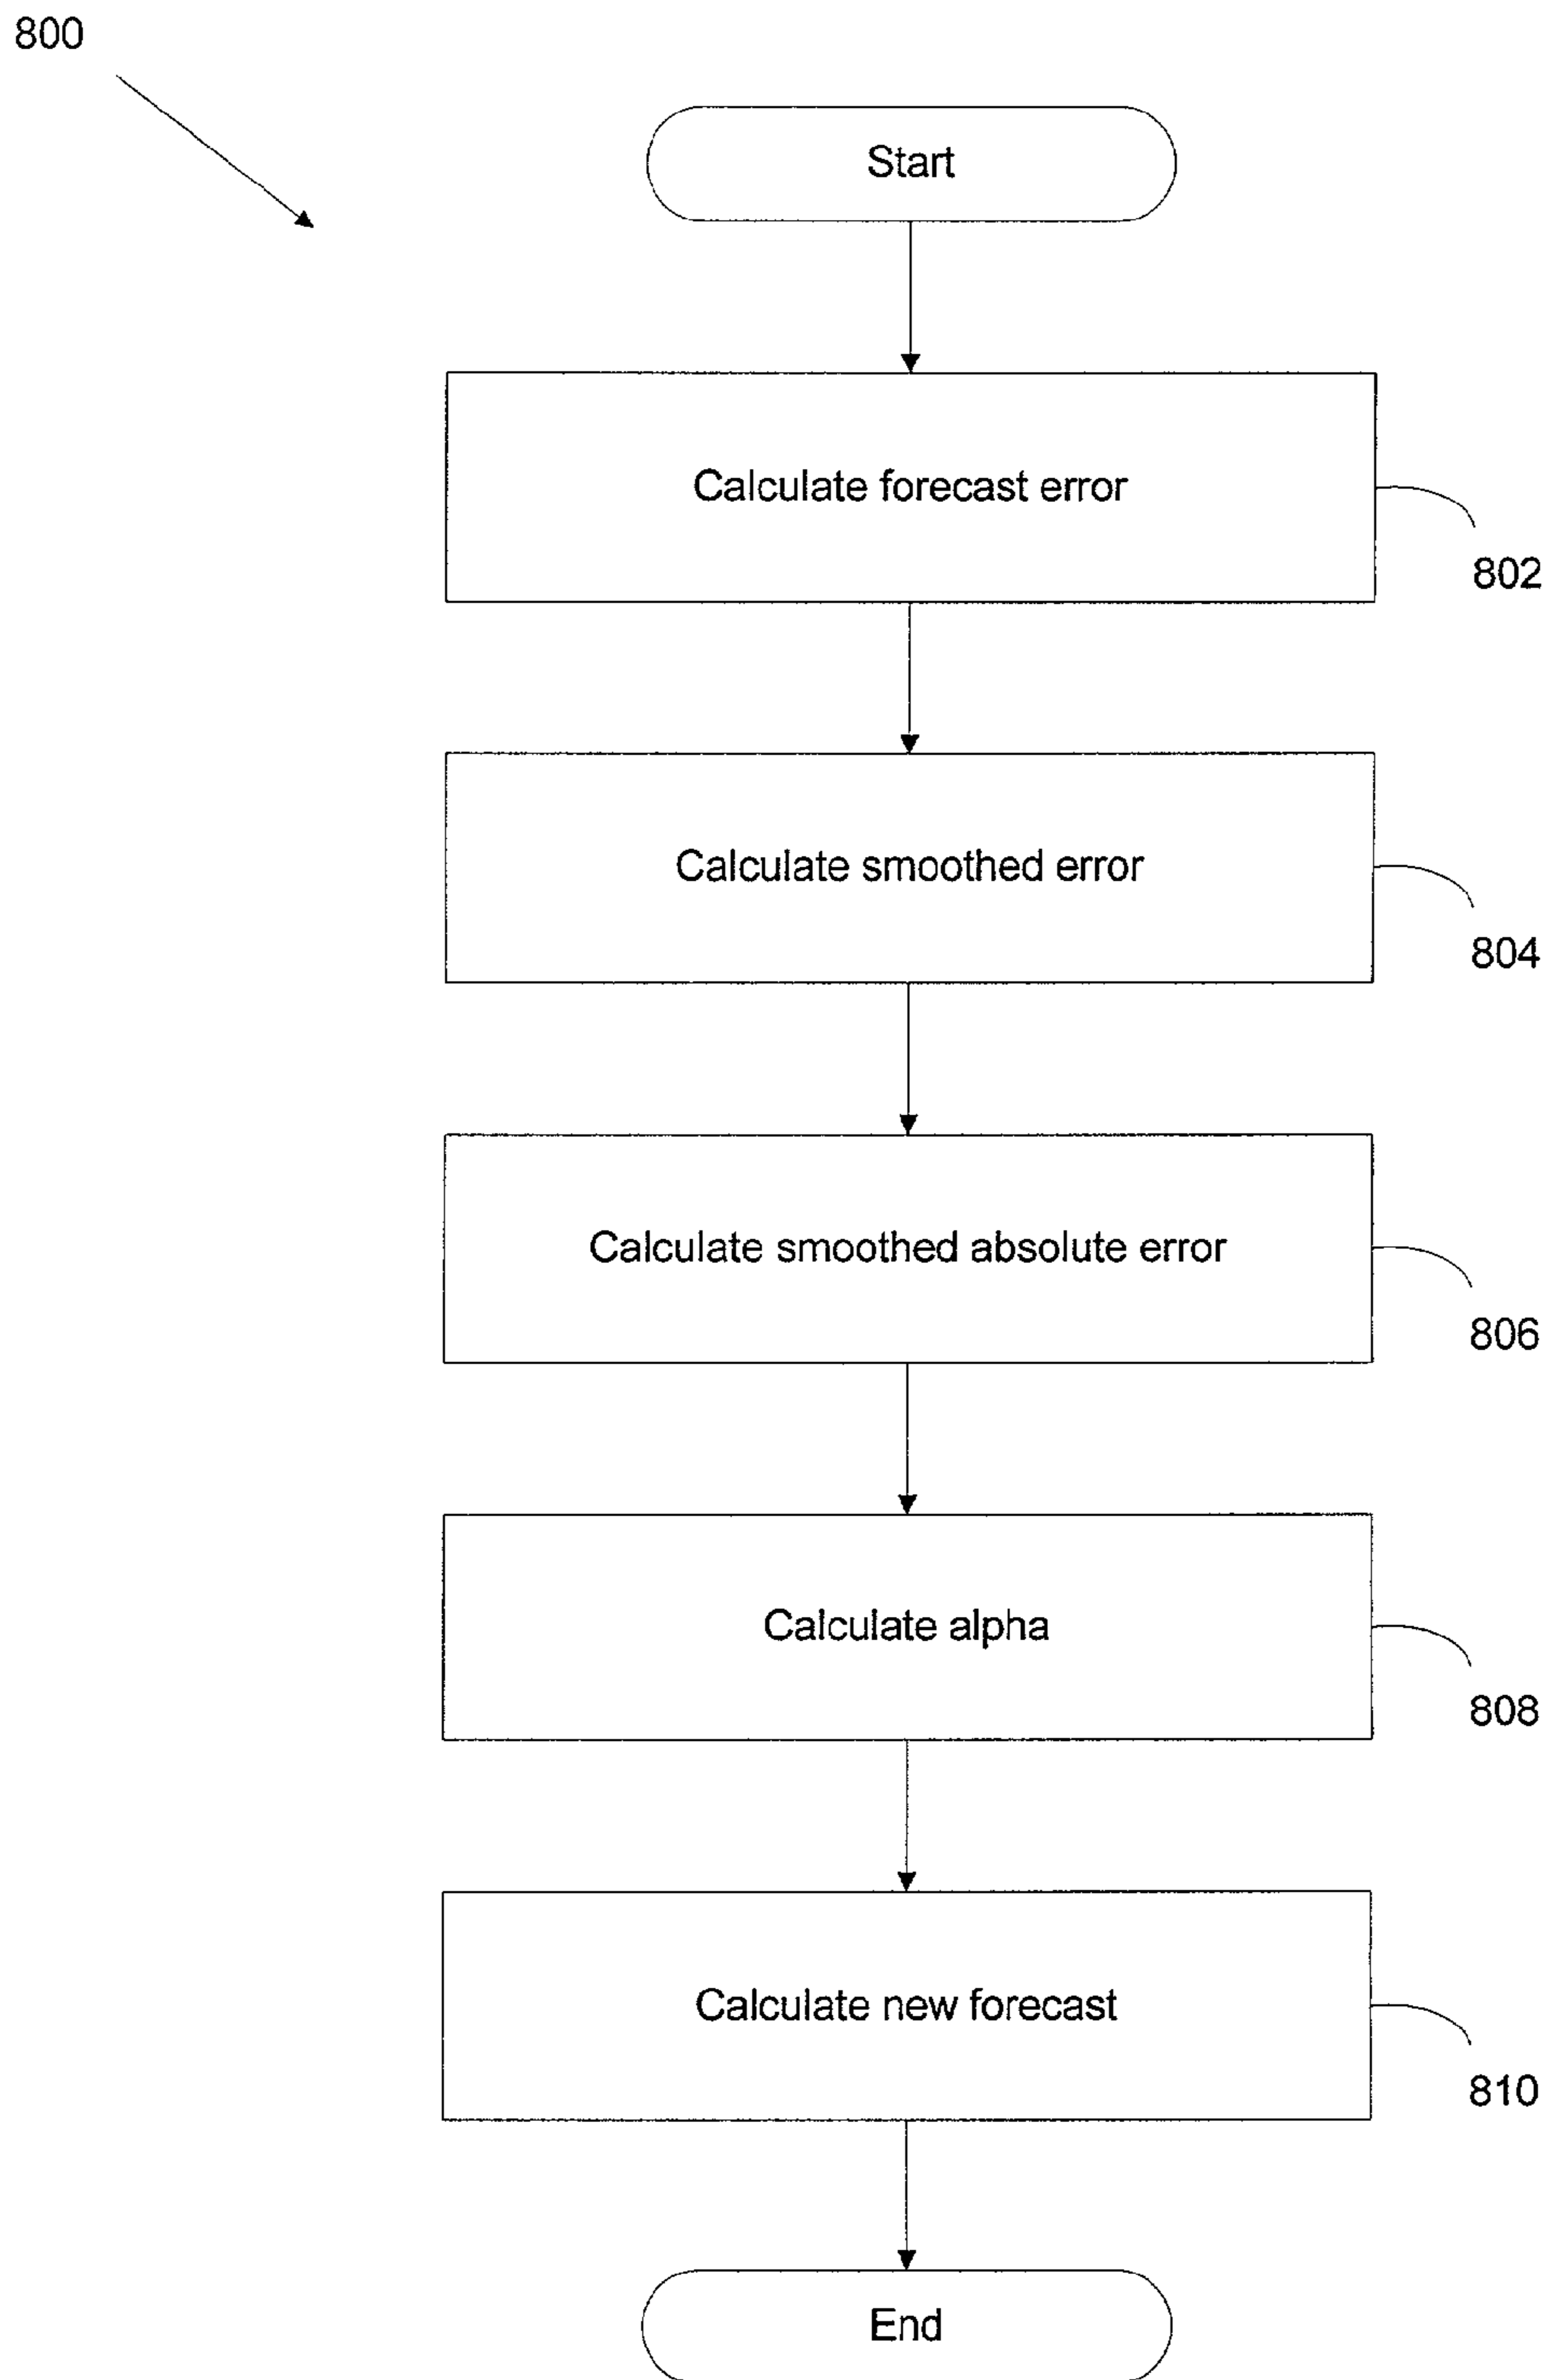 800
Start
Calculate forecast error
802
Calculate smoothed error
804
Calculate smoothed absolute error
806
Calculate alpha
808
Calculate new forecast
810
End